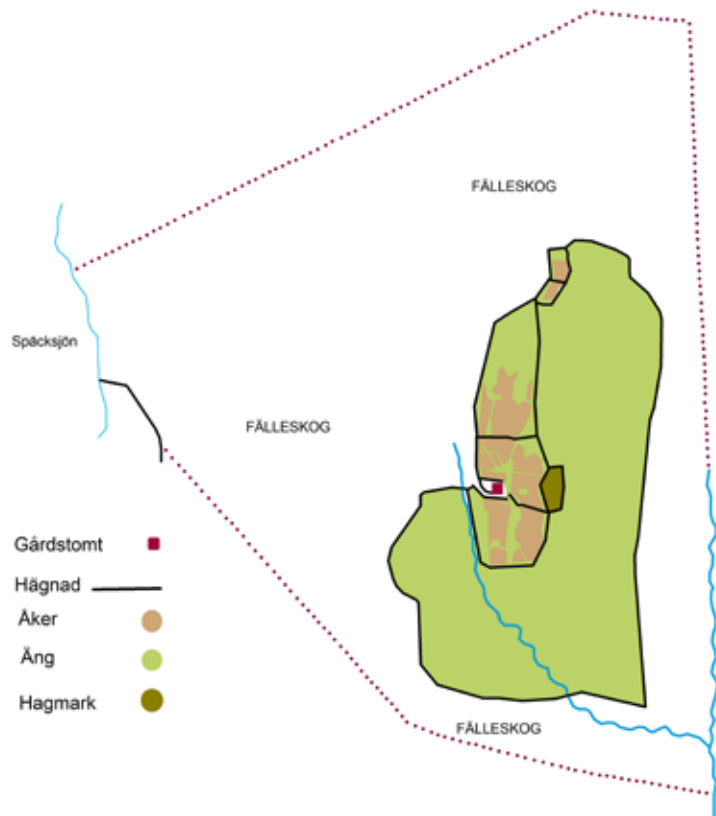 FÄLLESKOG
Späcksjön
FÄLLESKOG
Gårdstomt
Hägnad
Åker
Äng
Hagmark
FÄLLESKOG